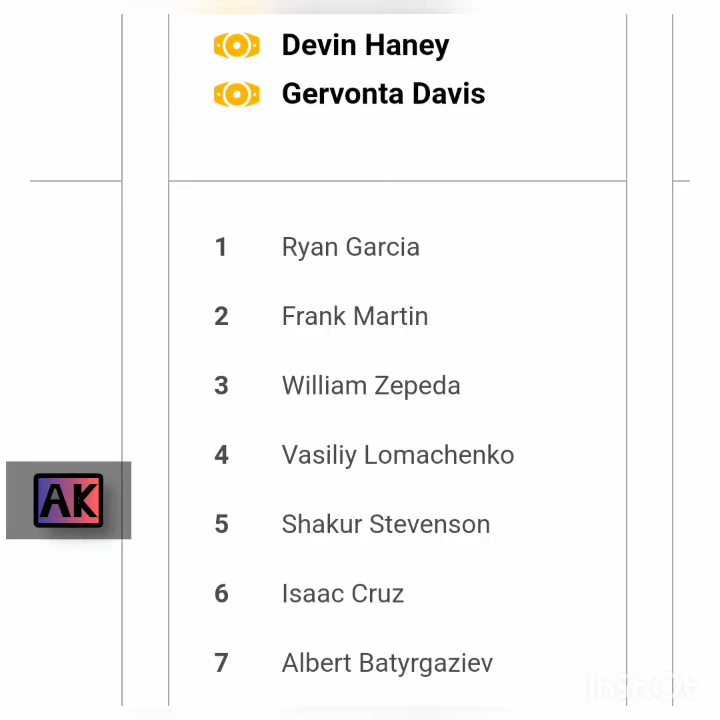 Devin Haney
Gervonta Davis
1 Ryan Garcia
2 Frank Martin
3 William Zepeda
4 Vasiliy Lomachenko
AK
5 Shakur Stevenson
6 Isaac Cruz
7 Albert Batyrgaziev